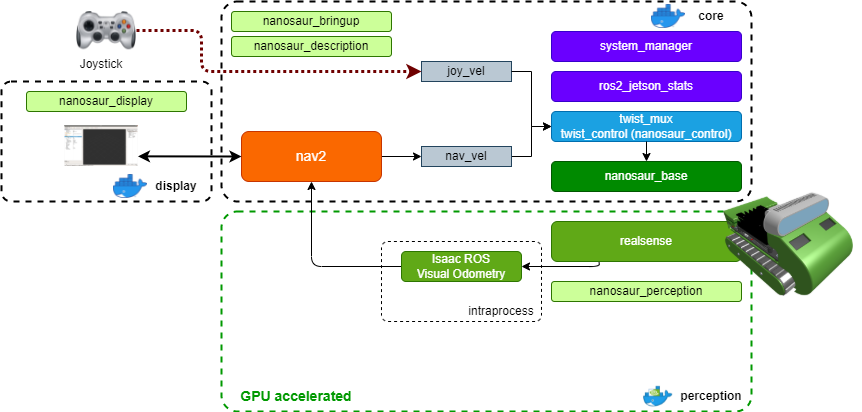 Joystick
nanosaur_bringup
nanosaur_description
core
joy_vel
system_manager
ros2_jetson_stats
nanosaur_display
display
nav2
nav_vel
twist_mux
twist_control (nanosaur_control)
nanosaur_base
realsense
Isaac ROS
Visual Odometry
intraprocess
nanosaur_perception
GPU accelerated
perception